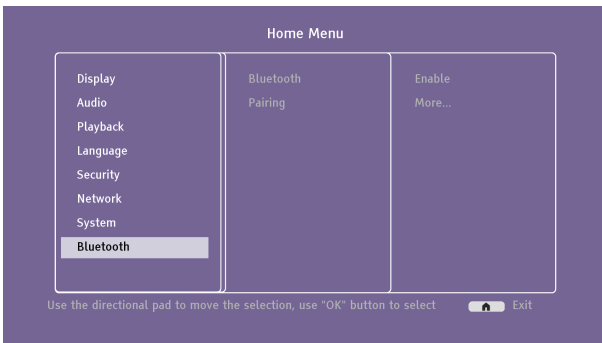 Home Menu
Display Bluetooth Enable
Audio Pairing More...
Playback
Language
Security
Network
System
Bluetooth
Use the directional pad to move the selection, use "OK" button to select Exit